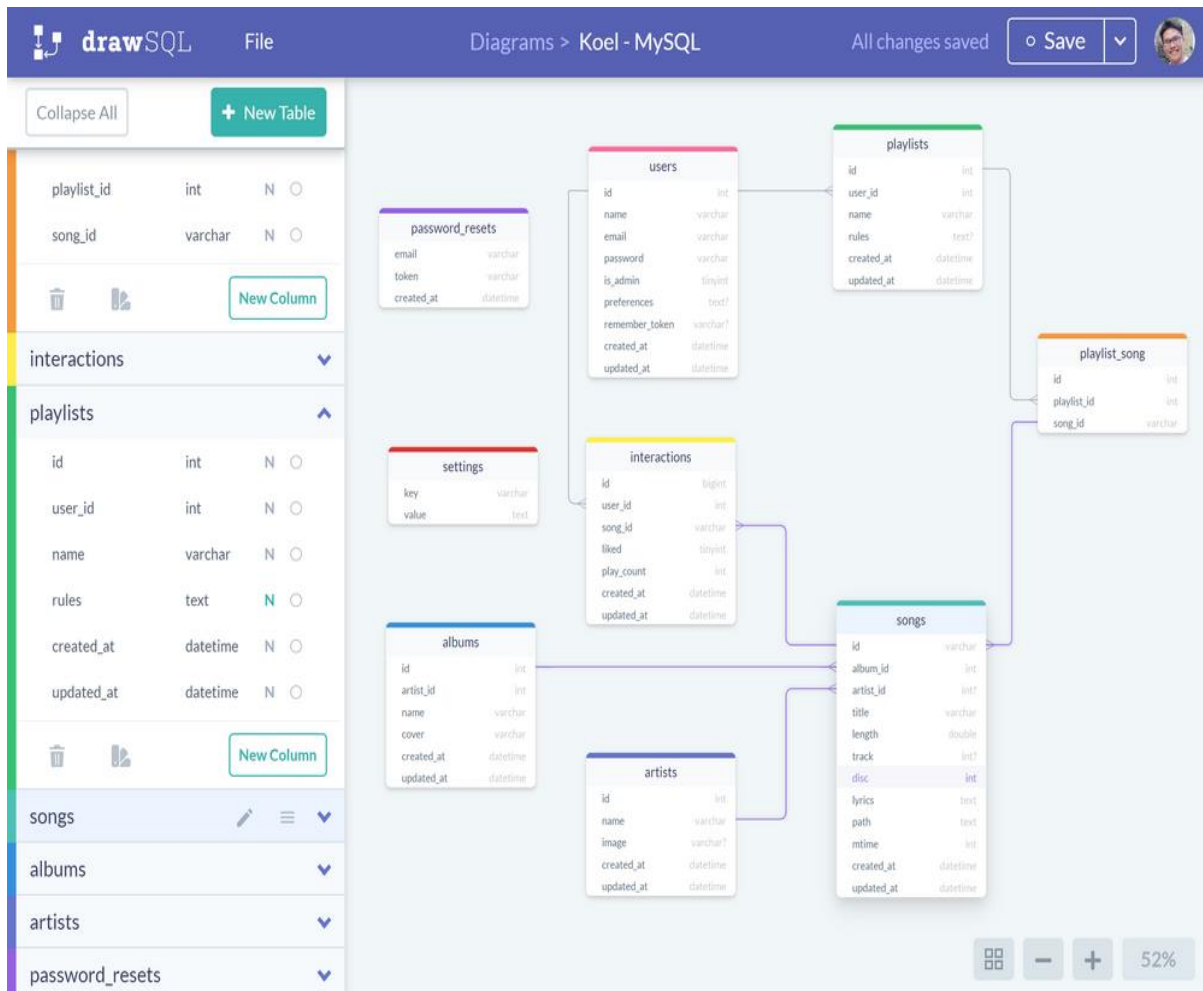 drawSQL File Diagrams > Koel - MySQL All changes saved Save
Collapse All + New Table
playlist_id int N
song_id varchar N
New Column
interactions
playlists
id int N
user_id int N
name varchar N
rules text N
created_at datetime N
updated_at datetime N
New Column
songs
albums
artists
password_resets
password_resets
email varchar
token varchar
created_at datetime
users
id int
name varchar
email varchar
password varchar
is_admin tinyint
preferences text?
remember_token varchar?
created_at datetime
updated_at datetime
playlists
id int
user_id int
name varchar
rules text?
created_at datetime
updated_at datetime
playlist_song
id int
playlist_id int
song_id varchar
settings
key varchar
value text
interactions
id bigint
user_id int
song_id varchar
liked tinyint
play_count int
created_at datetime
updated_at datetime
albums
id int
artist_id int
name varchar
cover varchar
created_at datetime
updated_at datetime
artists
id int
name varchar
image varchar?
created_at datetime
updated_at datetime
songs
id varchar
album_id int
artist_id int?
title varchar
length double
track int?
disc int
lyrics text
path text
mtime int
created_at datetime
updated_at datetime
52%